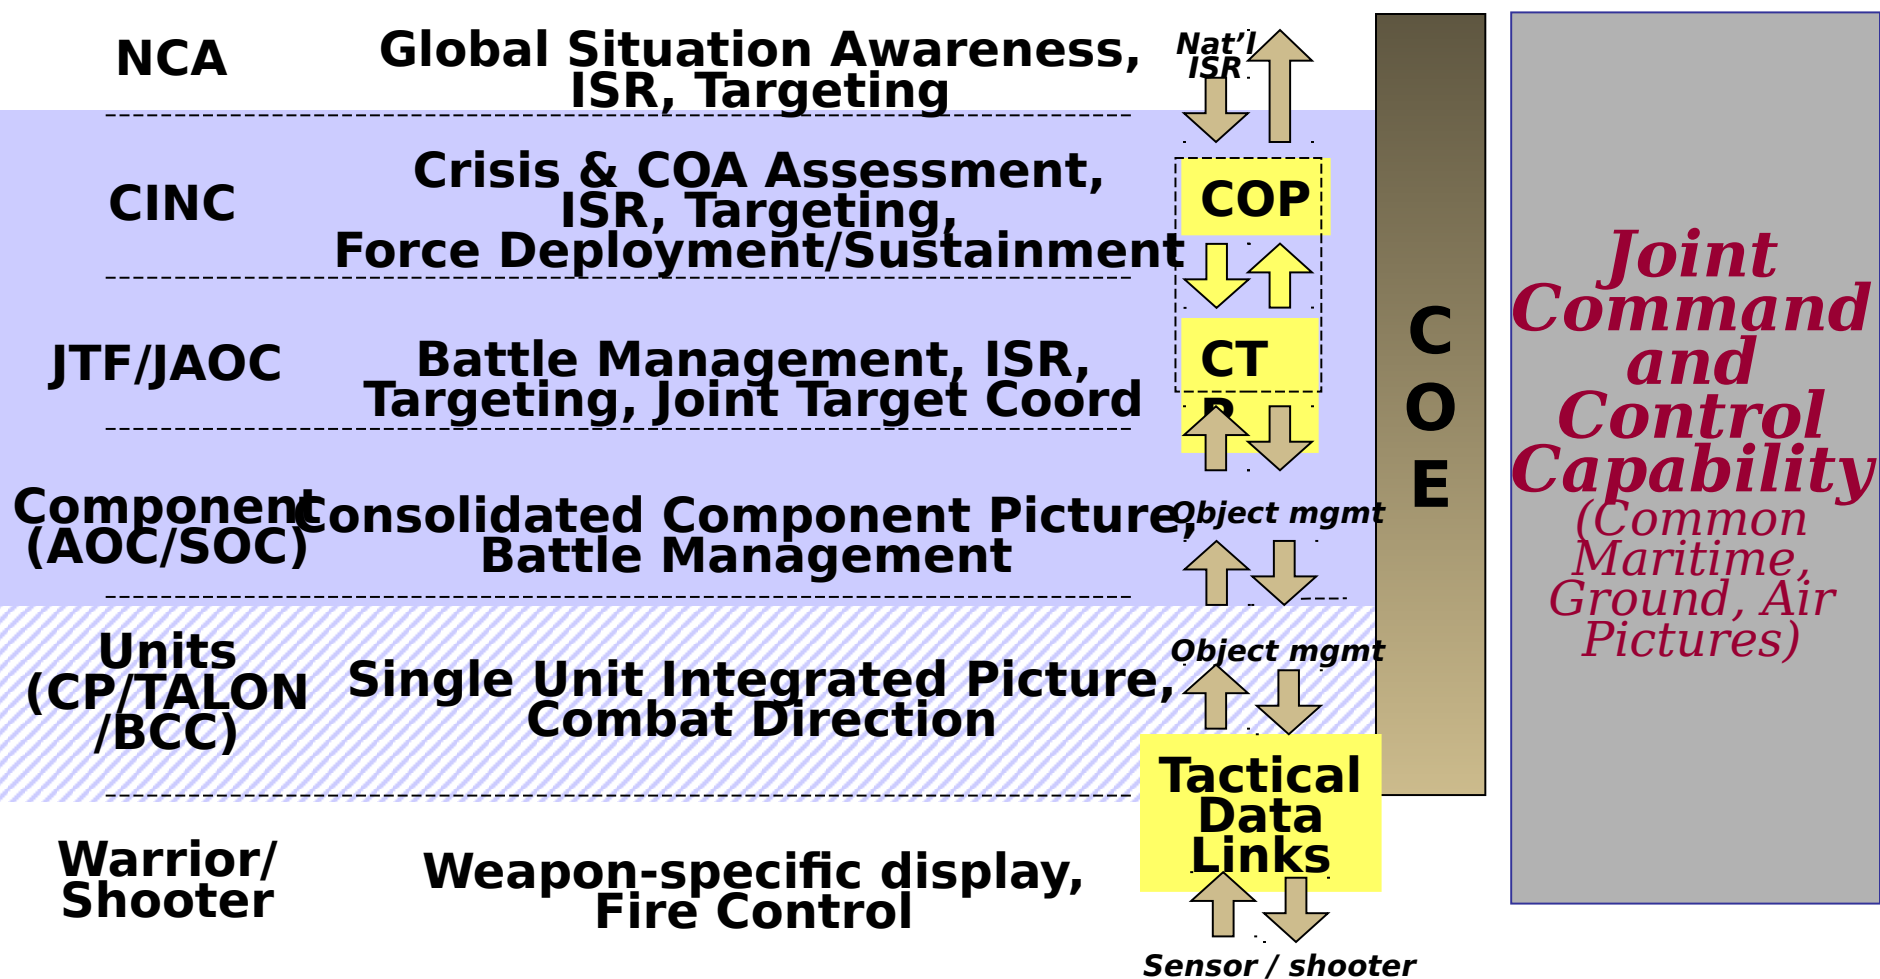 NCA
Global Situation Awareness,
ISR, Targeting
Nat’l
ISR
CINC
Crisis & COA Assessment,
ISR, Targeting,
Force Deployment/Sustainment
COP
JTF/JAOC
Battle Management, ISR,
Targeting, Joint Target Coord
CT
P
Component
(AOC/SOC)
Consolidated Component Picture,
Battle Management
Object mgmt
Units
(CP/TALON
/BCC)
Single Unit Integrated Picture,
Combat Direction
Object mgmt
Tactical
Data
Links
Warrior/
Shooter
Weapon-specific display,
Fire Control
Sensor / shooter
C
O
E
Joint
Command
and
Control
Capability
(Common
Maritime,
Ground, Air
Pictures)